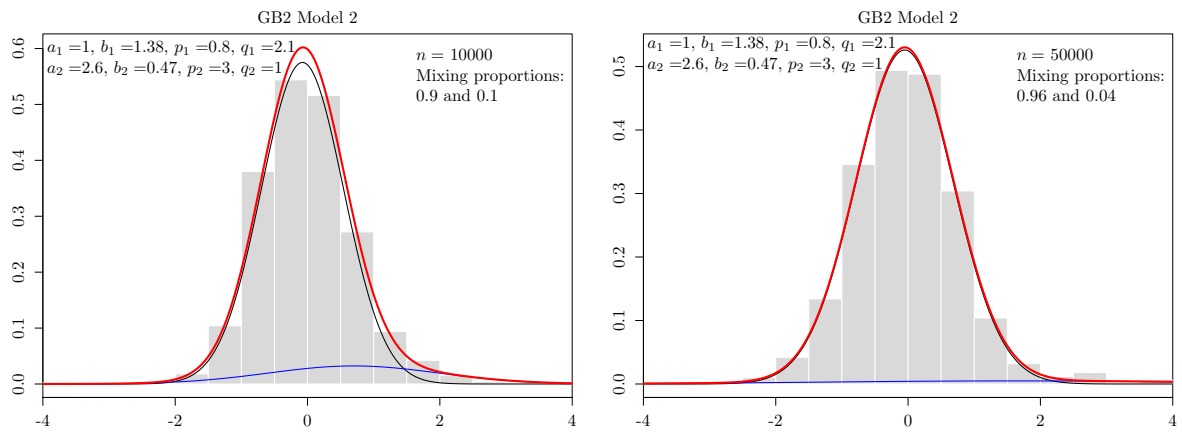 GB2 Model 2
a₁ =1, b₁ =1.38, p₁ =0.8, q₁ =2.1
a₂ =2.6, b₂ =0.47, p₂ =3, q₂ =1
n = 10000
Mixing proportions:
0.9 and 0.1
0.6
0.5
0.4
0.3
0.2
0.1
0.0
-4
-2
0
2
4
GB2 Model 2
a₁ =1, b₁ =1.38, p₁ =0.8, q₁ =2.1
a₂ =2.6, b₂ =0.47, p₂ =3, q₂ =1
n = 50000
Mixing proportions:
0.96 and 0.04
0.5
0.4
0.3
0.2
0.1
0.0
-4
-2
0
2
4